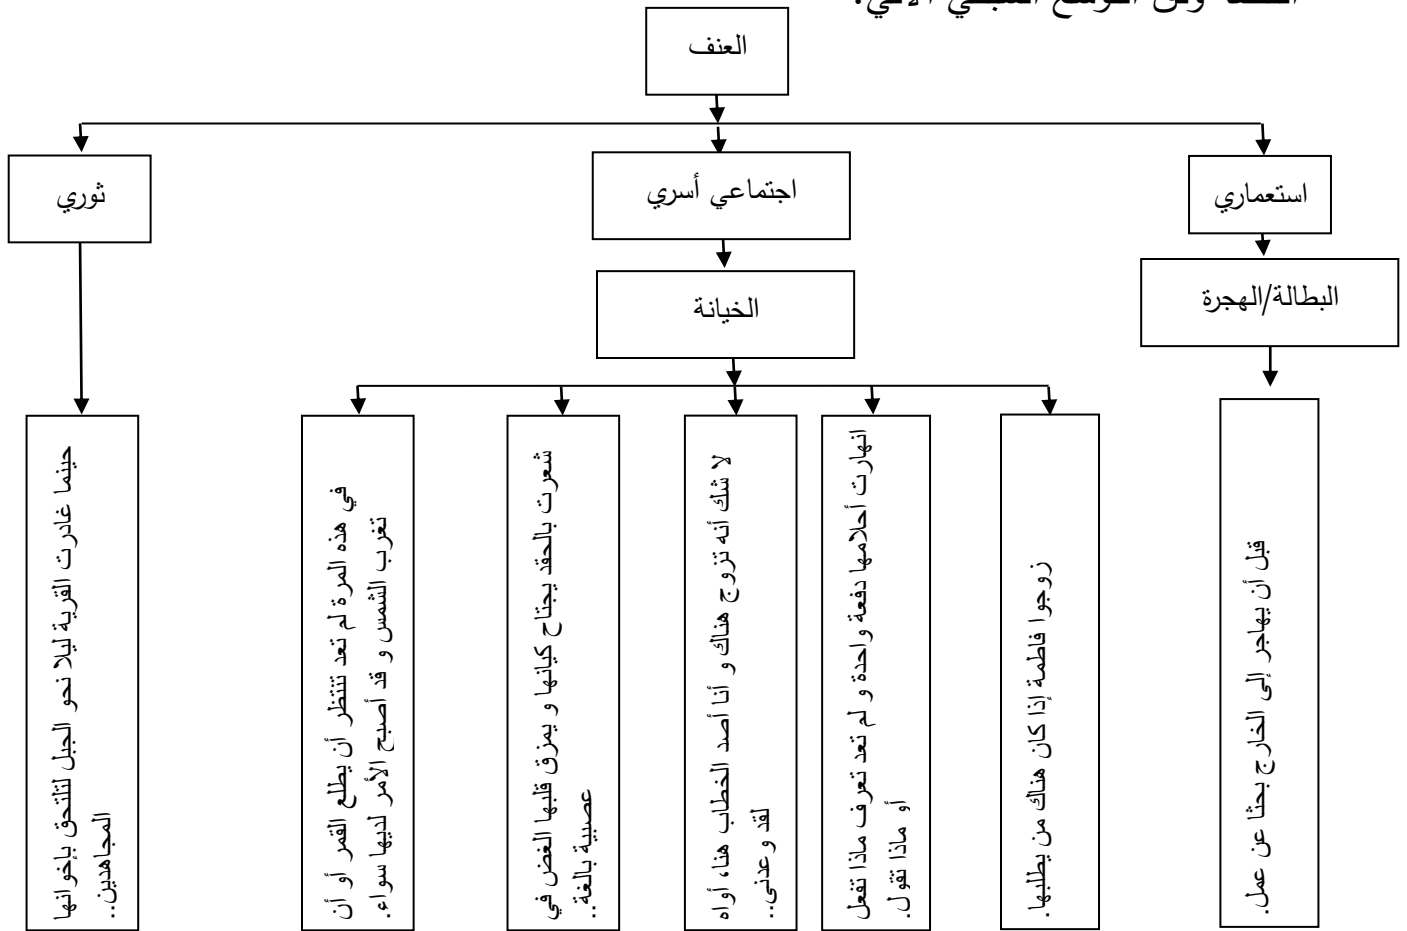 العنف
استعماري
اجتماعي أسري
ثوري
البطالة/الهجرة
الخيانة
قبل أن يهاجر إلى الخارج بحثا عن عمل.
زوجوا فاطمة إذا كان هناك من يطلبها.
انهارت أحلامها دفعة واحدة و لم تعد تعرف ماذا تفعل
أو ماذا تقول.
لا شك أنه تزوج هناك و أنا أصد الخطاب هنا، أواه
لقد وعدنى..
شعرت بالحقد يجتاح كيانها و يمزق قلبها الغض في
عصبية بالغة..
في هذه المرة لم تعد تنتظر أن يطلع القمر أو أن
تغرب الشمس و قد أصبح الأمر لديها سواء.
حينما غادرت القرية ليلا نحو الجبل لتلتحق بإخوانها
المجاهدين..